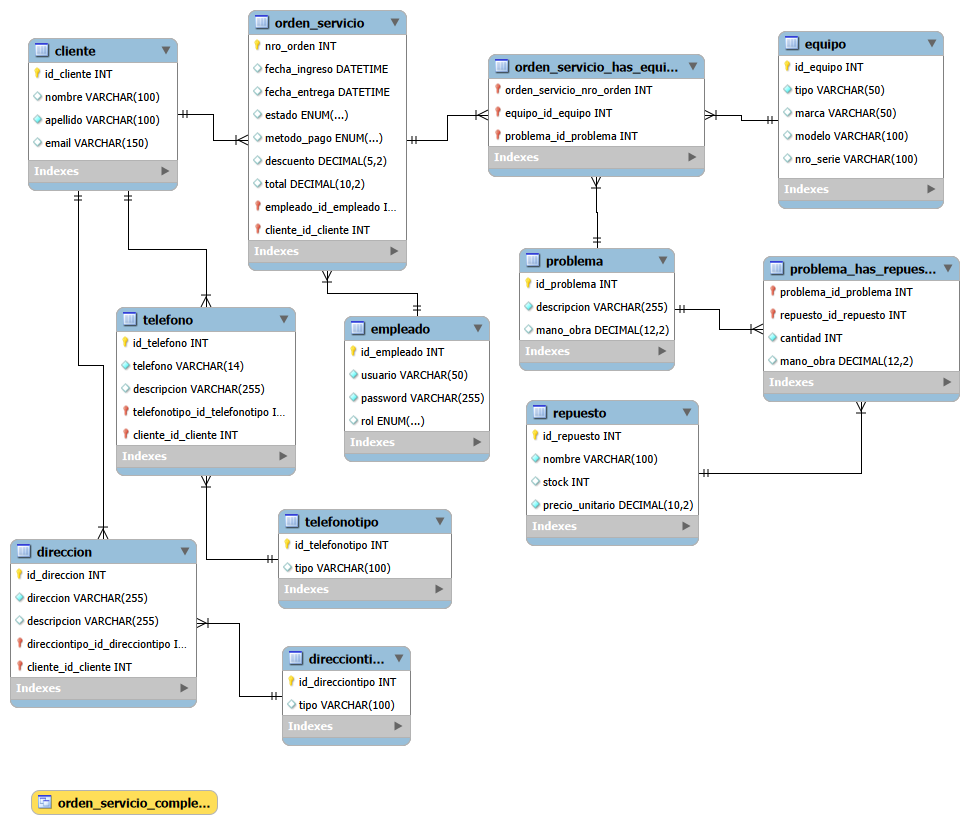 cliente
id_cliente INT
nombre VARCHAR(100)
apellido VARCHAR(100)
email VARCHAR(150)
Indexes
orden_servicio
nro_orden INT
fecha_ingreso DATETIME
fecha_entrega DATETIME
estado ENUM(...)
metodo_pago ENUM(...)
descuento DECIMAL(5,2)
total DECIMAL(10,2)
empleado_id_empleado I...
cliente_id_cliente INT
Indexes
orden_servicio_has_equi...
orden_servicio_nro_orden INT
equipo_id_equipo INT
problema_id_problema INT
Indexes
equipo
id_equipo INT
tipo VARCHAR(50)
marca VARCHAR(50)
modelo VARCHAR(100)
nro_serie VARCHAR(100)
Indexes
problema
id_problema INT
descripcion VARCHAR(255)
mano_obra DECIMAL(12,2)
Indexes
problema_has_repues...
problema_id_problema INT
repuesto_id_repuesto INT
cantidad INT
mano_obra DECIMAL(12,2)
Indexes
telefono
id_telefono INT
telefono VARCHAR(14)
descripcion VARCHAR(255)
telefonotipo_id_telefonotipo I...
cliente_id_cliente INT
Indexes
empleado
id_empleado INT
usuario VARCHAR(50)
password VARCHAR(255)
rol ENUM(...)
Indexes
repuesto
id_repuesto INT
nombre VARCHAR(100)
stock INT
precio_unitario DECIMAL(10,2)
Indexes
telefonotipo
id_telefonotipo INT
tipo VARCHAR(100)
Indexes
direccion
id_direccion INT
direccion VARCHAR(255)
descripcion VARCHAR(255)
direcciontipo_id_direcciontipo I...
cliente_id_cliente INT
Indexes
direccionti...
id_direcciontipo INT
tipo VARCHAR(100)
Indexes
orden_servicio_comple...